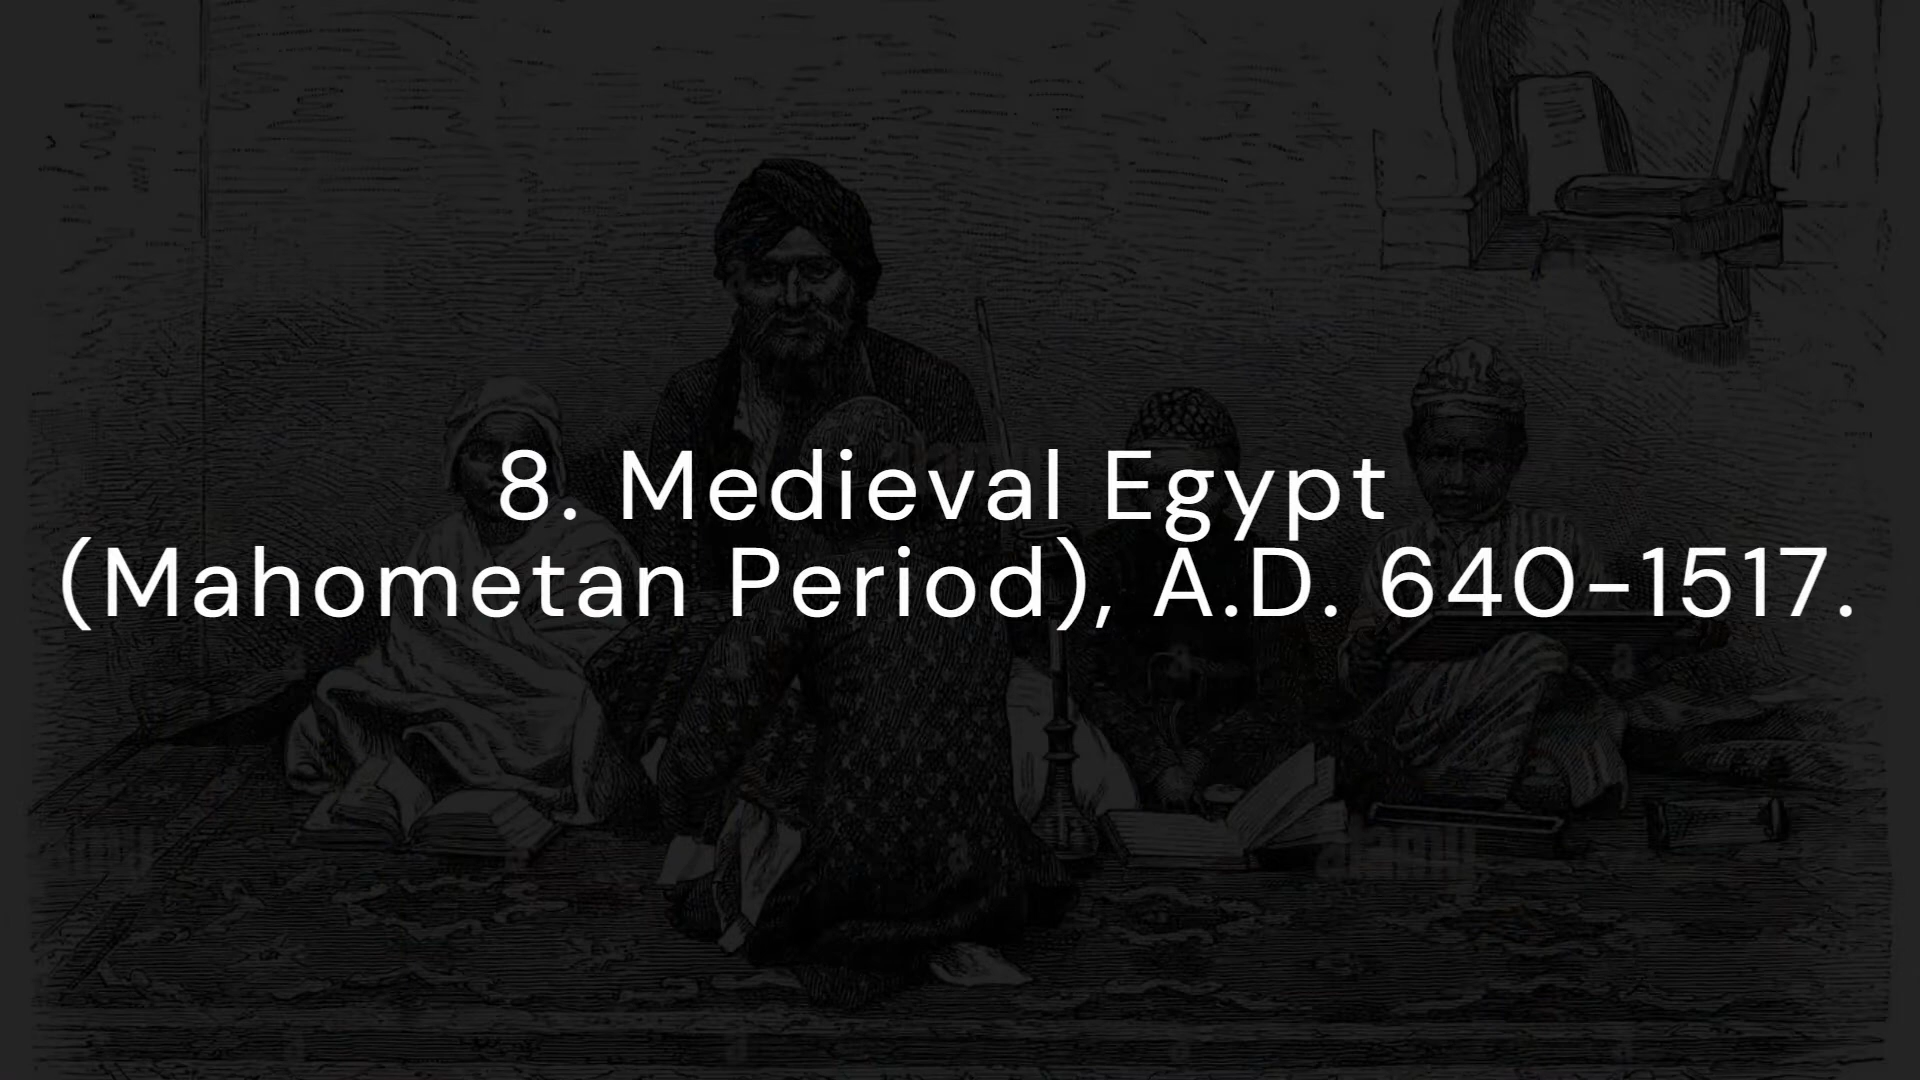 8. Medieval Egypt
(Mahometan Period), A.D. 640-1517.